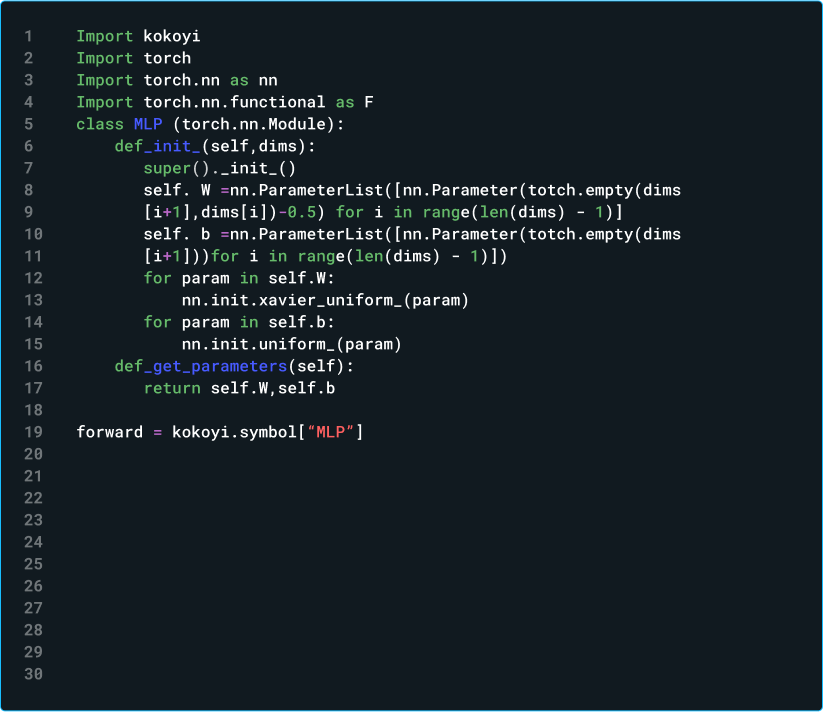 1 Import kokoyi
2 Import torch
3 Import torch.nn as nn
4 Import torch.nn.functional as F
5 class MLP (torch.nn.Module):
6 def_init_(self,dims):
7 super()._init_()
8 self. W =nn.ParameterList([nn.Parameter(totch.empty(dims
9 [i+1],dims[i])-0.5) for i in range(len(dims) - 1)]
10 self. b =nn.ParameterList([nn.Parameter(totch.empty(dims
11 [i+1]))for i in range(len(dims) - 1)])
12 for param in self.W:
13 nn.init.xavier_uniform_(param)
14 for param in self.b:
15 nn.init.uniform_(param)
16 def_get_parameters(self):
17 return self.W,self.b
18
19 forward = kokoyi.symbol[“MLP”]
20
21
22
23
24
25
26
27
28
29
30